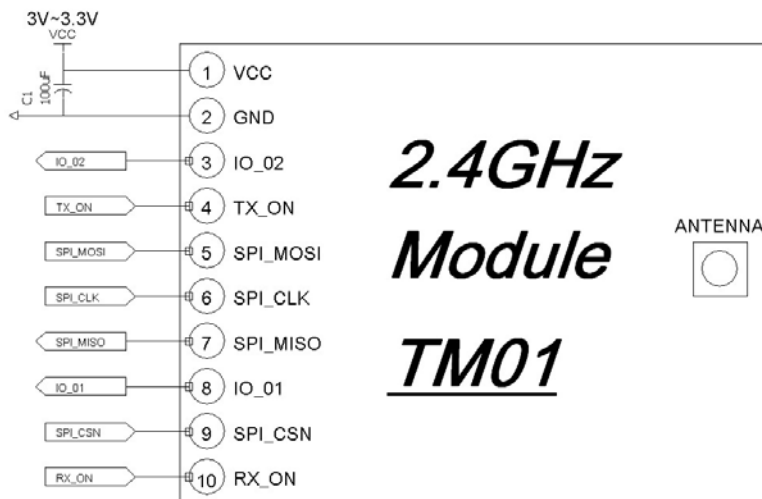 3V~3.3V
VCC
C1
100uF
1 VCC
2 GND
IO_02 3 IO_02
TX_ON 4 TX_ON
SPI_MOSI 5 SPI_MOSI
SPI_CLK 6 SPI_CLK
SPI_MISO 7 SPI_MISO
IO_01 8 IO_01
SPI_CSN 9 SPI_CSN
RX_ON 10 RX_ON
2.4GHz
Module
TM01
ANTENNA